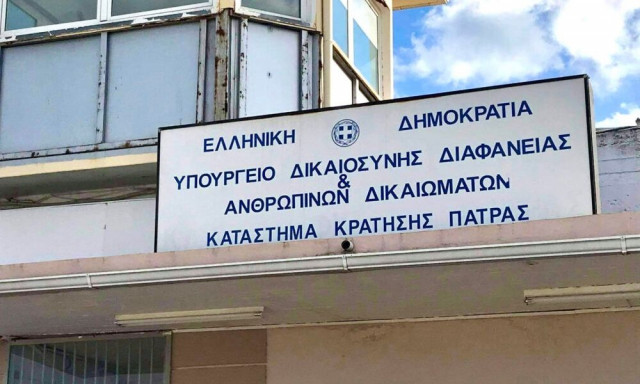 ΕΛΛΗΝΙΚΗ ΔΗΜΟΚΡΑΤΙΑ
ΥΠΟΥΡΓΕΙΟ ΔΙΚΑΙΟΣΥΝΗΣ ΔΙΑΦΑΝΕΙΑΣ
&
ΑΝΘΡΩΠΙΝΩΝ ΔΙΚΑΙΩΜΑΤΩΝ
ΚΑΤΑΣΤΗΜΑ ΚΡΑΤΗΣΗΣ ΠΑΤΡΑΣ